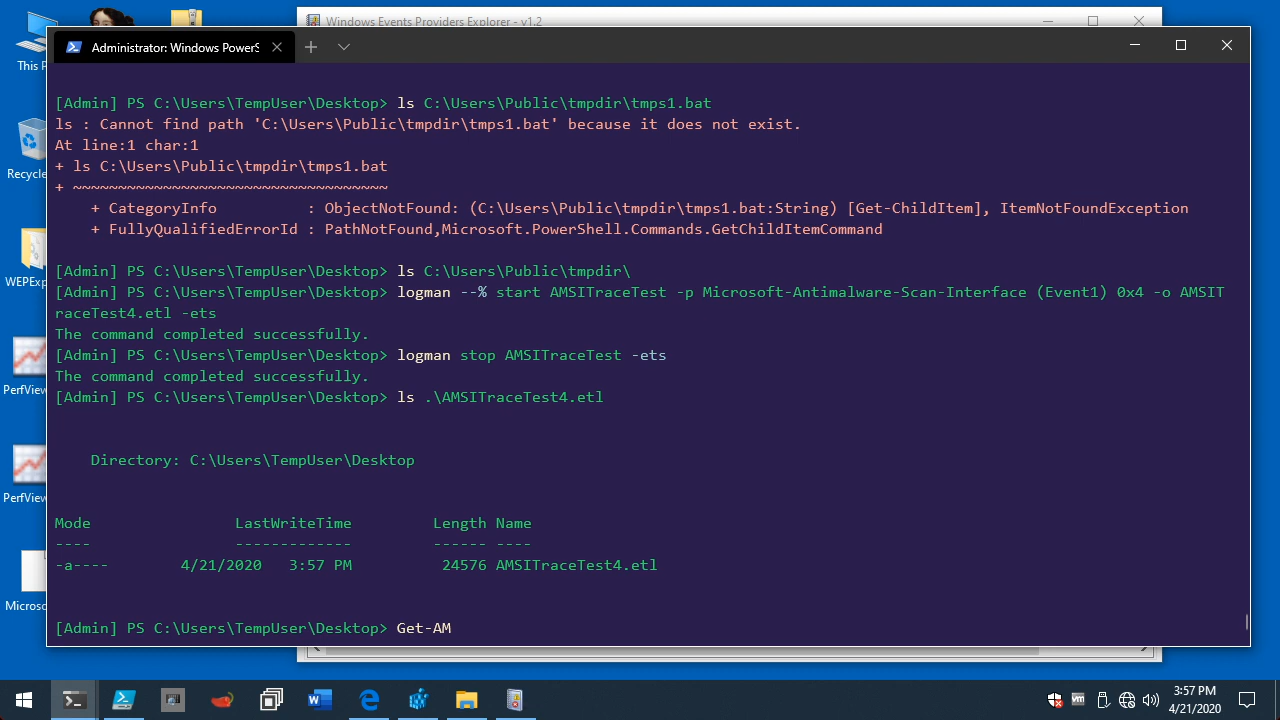 Windows Events Providers Explorer - v1.2
Administrator: Windows PowerS
This P
[Admin] PS C:\Users\TempUser\Desktop> ls C:\Users\Public\tmpdir\tmps1.bat
ls : Cannot find path 'C:\Users\Public\tmpdir\tmps1.bat' because it does not exist.
At line:1 char:1
+ ls C:\Users\Public\tmpdir\tmps1.bat
+ ~~~~~~~~~~~~~~~~~~~~~~~~~~~~~~~~~~~
+ CategoryInfo          : ObjectNotFound: (C:\Users\Public\tmpdir\tmps1.bat:String) [Get-ChildItem], ItemNotFoundException
+ FullyQualifiedErrorId : PathNotFound,Microsoft.PowerShell.Commands.GetChildItemCommand
Recycle
[Admin] PS C:\Users\TempUser\Desktop> ls C:\Users\Public\tmpdir\
[Admin] PS C:\Users\TempUser\Desktop> logman --% start AMSITraceTest -p Microsoft-Antimalware-Scan-Interface (Event1) 0x4 -o AMSIT
raceTest4.etl -ets
The command completed successfully.
[Admin] PS C:\Users\TempUser\Desktop> logman stop AMSITraceTest -ets
The command completed successfully.
[Admin] PS C:\Users\TempUser\Desktop> ls .\AMSITraceTest4.etl
WEPExp
PerfView
Directory: C:\Users\TempUser\Desktop
PerfView
Mode                LastWriteTime         Length Name
----                -------------         ------ ----
-a----        4/21/2020   3:57 PM          24576 AMSITraceTest4.etl
Microso
[Admin] PS C:\Users\TempUser\Desktop> Get-AM
3:57 PM
4/21/2020